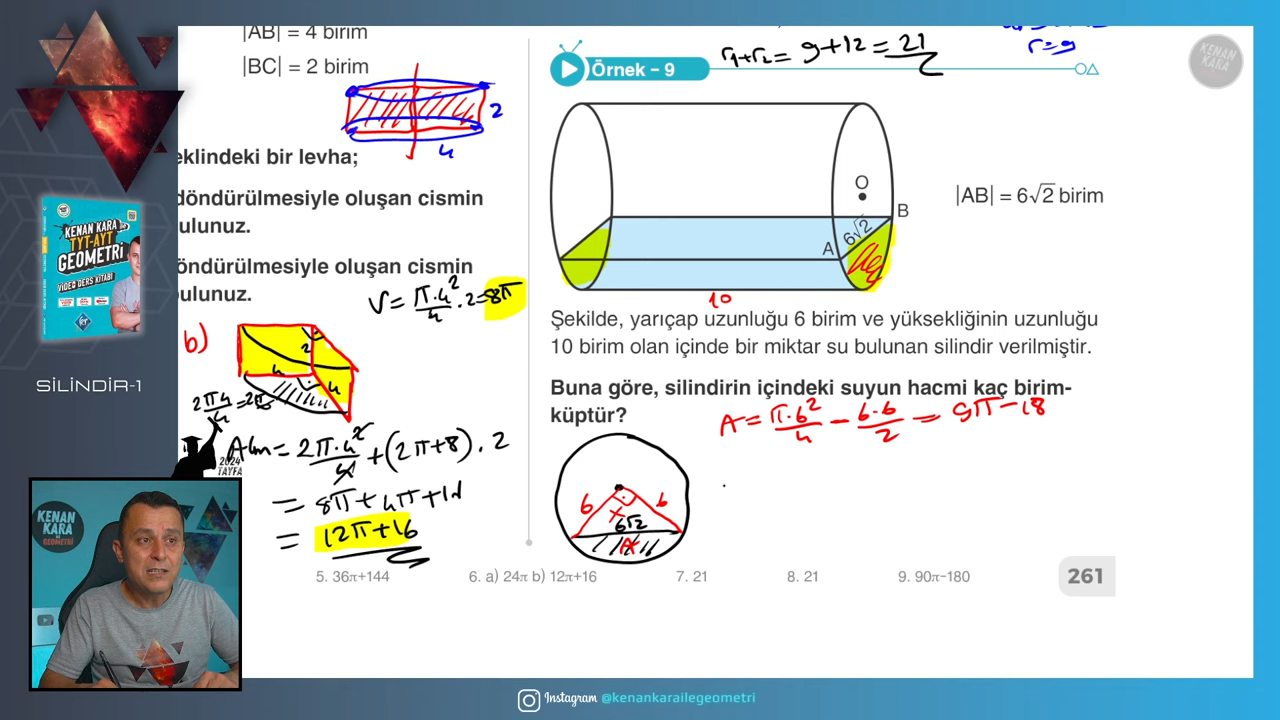 |AB| = 4 birim
|BC| = 2 birim
2
4
eklindeki bir levha;
döndürülmesiyle oluşan cismin
ulunuz.
öndürülmesiyle oluşan cismin
bulunuz.
V = π.4²/4 . 2 = 8π
b)
2
4
4
2π4/4 = 2π
Alan = 2π.4²/4 + (2π+8).2
= 8π + 4π + 16
= 12π+16
r₁+r₂ = 9+12 = 21
r=9
Örnek – 9
O
B
A
6√2
10
|AB| = 6√2 birim
Şekilde, yarıçap uzunluğu 6 birim ve yüksekliğinin uzunluğu
10 birim olan içinde bir miktar su bulunan silindir verilmiştir.
Buna göre, silindirin içindeki suyun hacmi kaç birim-
küptür?
A = π.6²/4 - 6.6/2 = 9π-18
6
6
6√2
A
5. 36π+144
6. a) 24π b) 12π+16
7. 21
8. 21
9. 90π-180
261
KENAN
KARA
KENAN KARA
TYT-AYT
GEOMETRİ
VİDEO DERS KİTABI
SİLİNDİR-1
2024
TAYFA
KENAN
KARA
GEOMETRİ
Instagram @kenankarailegeometri